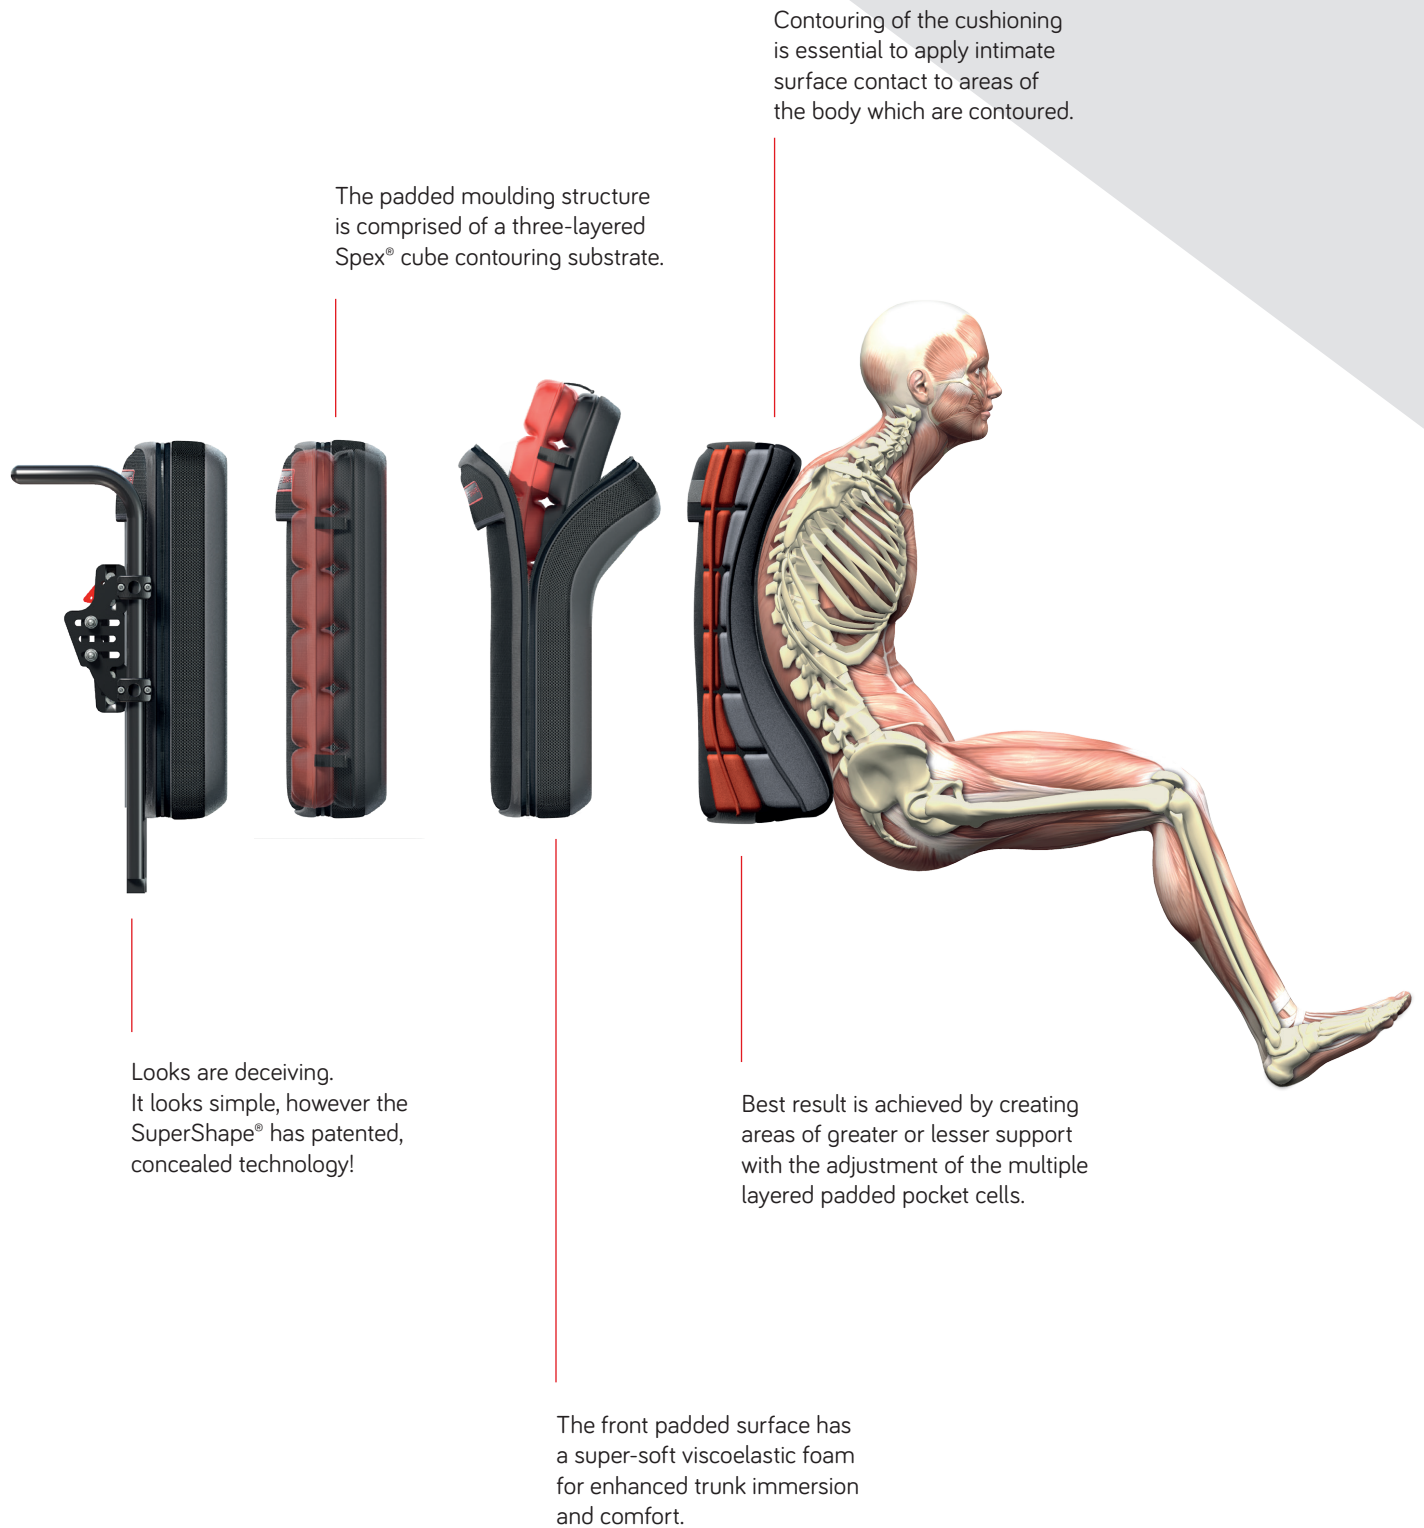 Contouring of the cushioning
is essential to apply intimate
surface contact to areas of
the body which are contoured.
The padded moulding structure
is comprised of a three-layered
Spex® cube contouring substrate.
Looks are deceiving.
It looks simple, however the
SuperShape® has patented,
concealed technology!
Best result is achieved by creating
areas of greater or lesser support
with the adjustment of the multiple
layered padded pocket cells.
The front padded surface has
a super-soft viscoelastic foam
for enhanced trunk immersion
and comfort.